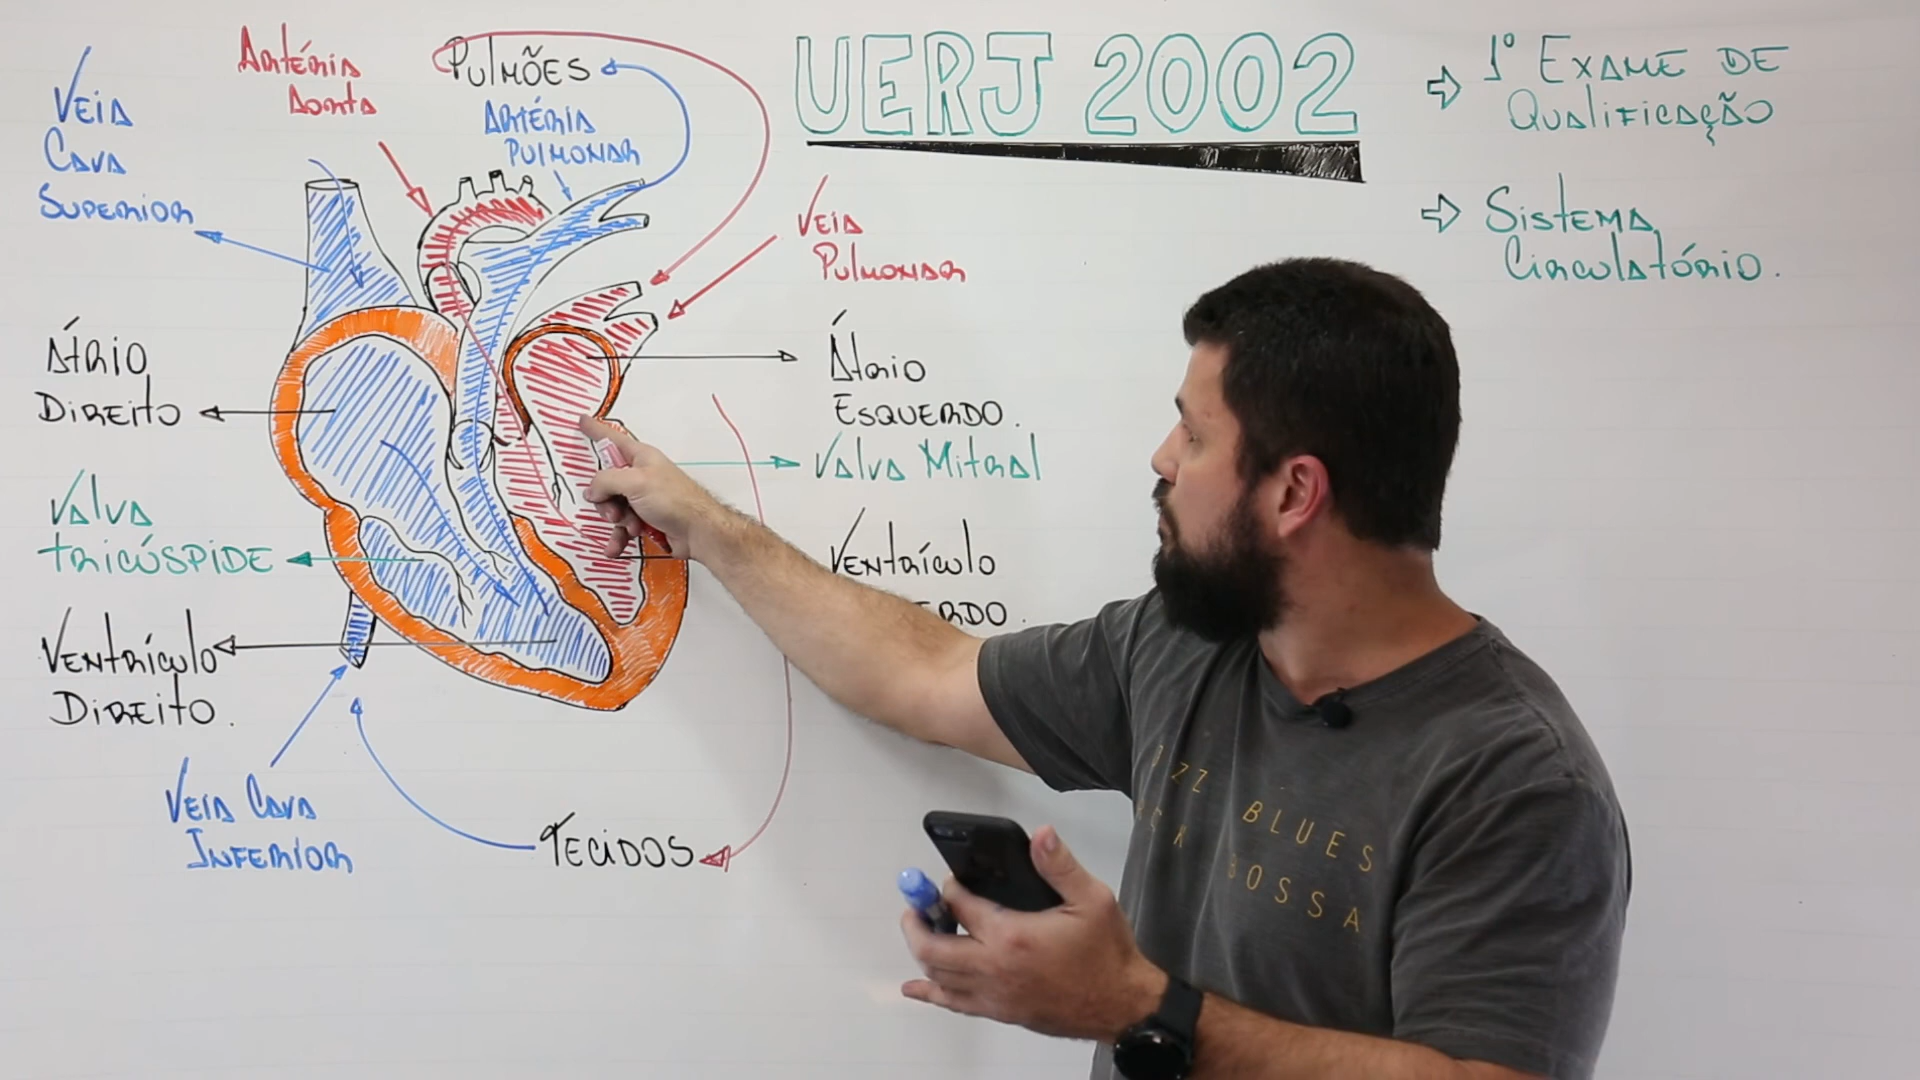 Veia
Cava
Superior
Artéria
Aorta
Pulmões
Artéria
Pulmonar
UERJ 2002
1º Exame de
Qualificação
Sistema
Circulatório.
Veia
Pulmonar
Átrio
Direito
Átrio
Esquerdo.
Valva Mitral
Valva
Tricúspide
Ventrículo
Ventrículo
Direito.
Veia Cava
Inferior
Tecidos
BLUES
BOSSA